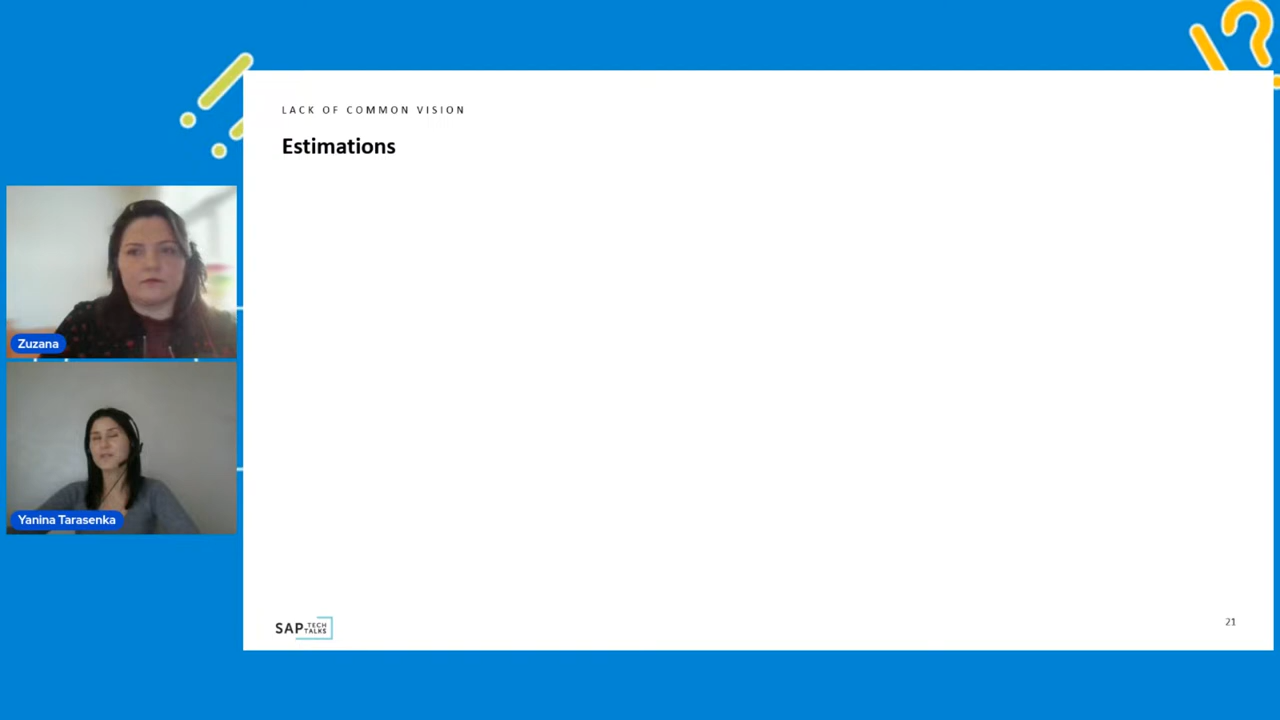 LACK OF COMMON VISION
Estimations
Zuzana
Yanina Tarasenka
SAP TECH TALKS
21